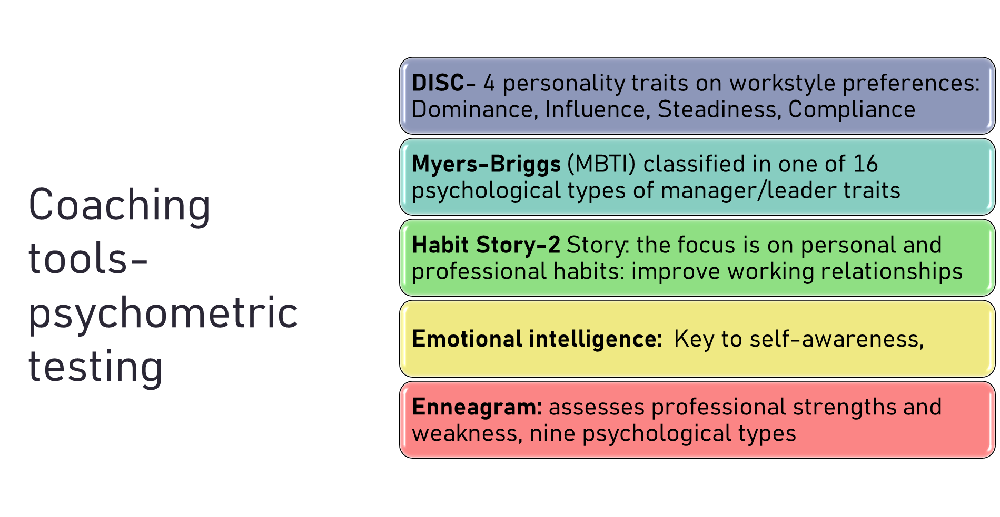 Coaching
tools-
psychometric
testing
DISC- 4 personality traits on workstyle preferences:
Dominance, Influence, Steadiness, Compliance
Myers-Briggs (MBTI) classified in one of 16
psychological types of manager/leader traits
Habit Story-2 Story: the focus is on personal and
professional habits: improve working relationships
Emotional intelligence:  Key to self-awareness,
Enneagram: assesses professional strengths and
weakness, nine psychological types